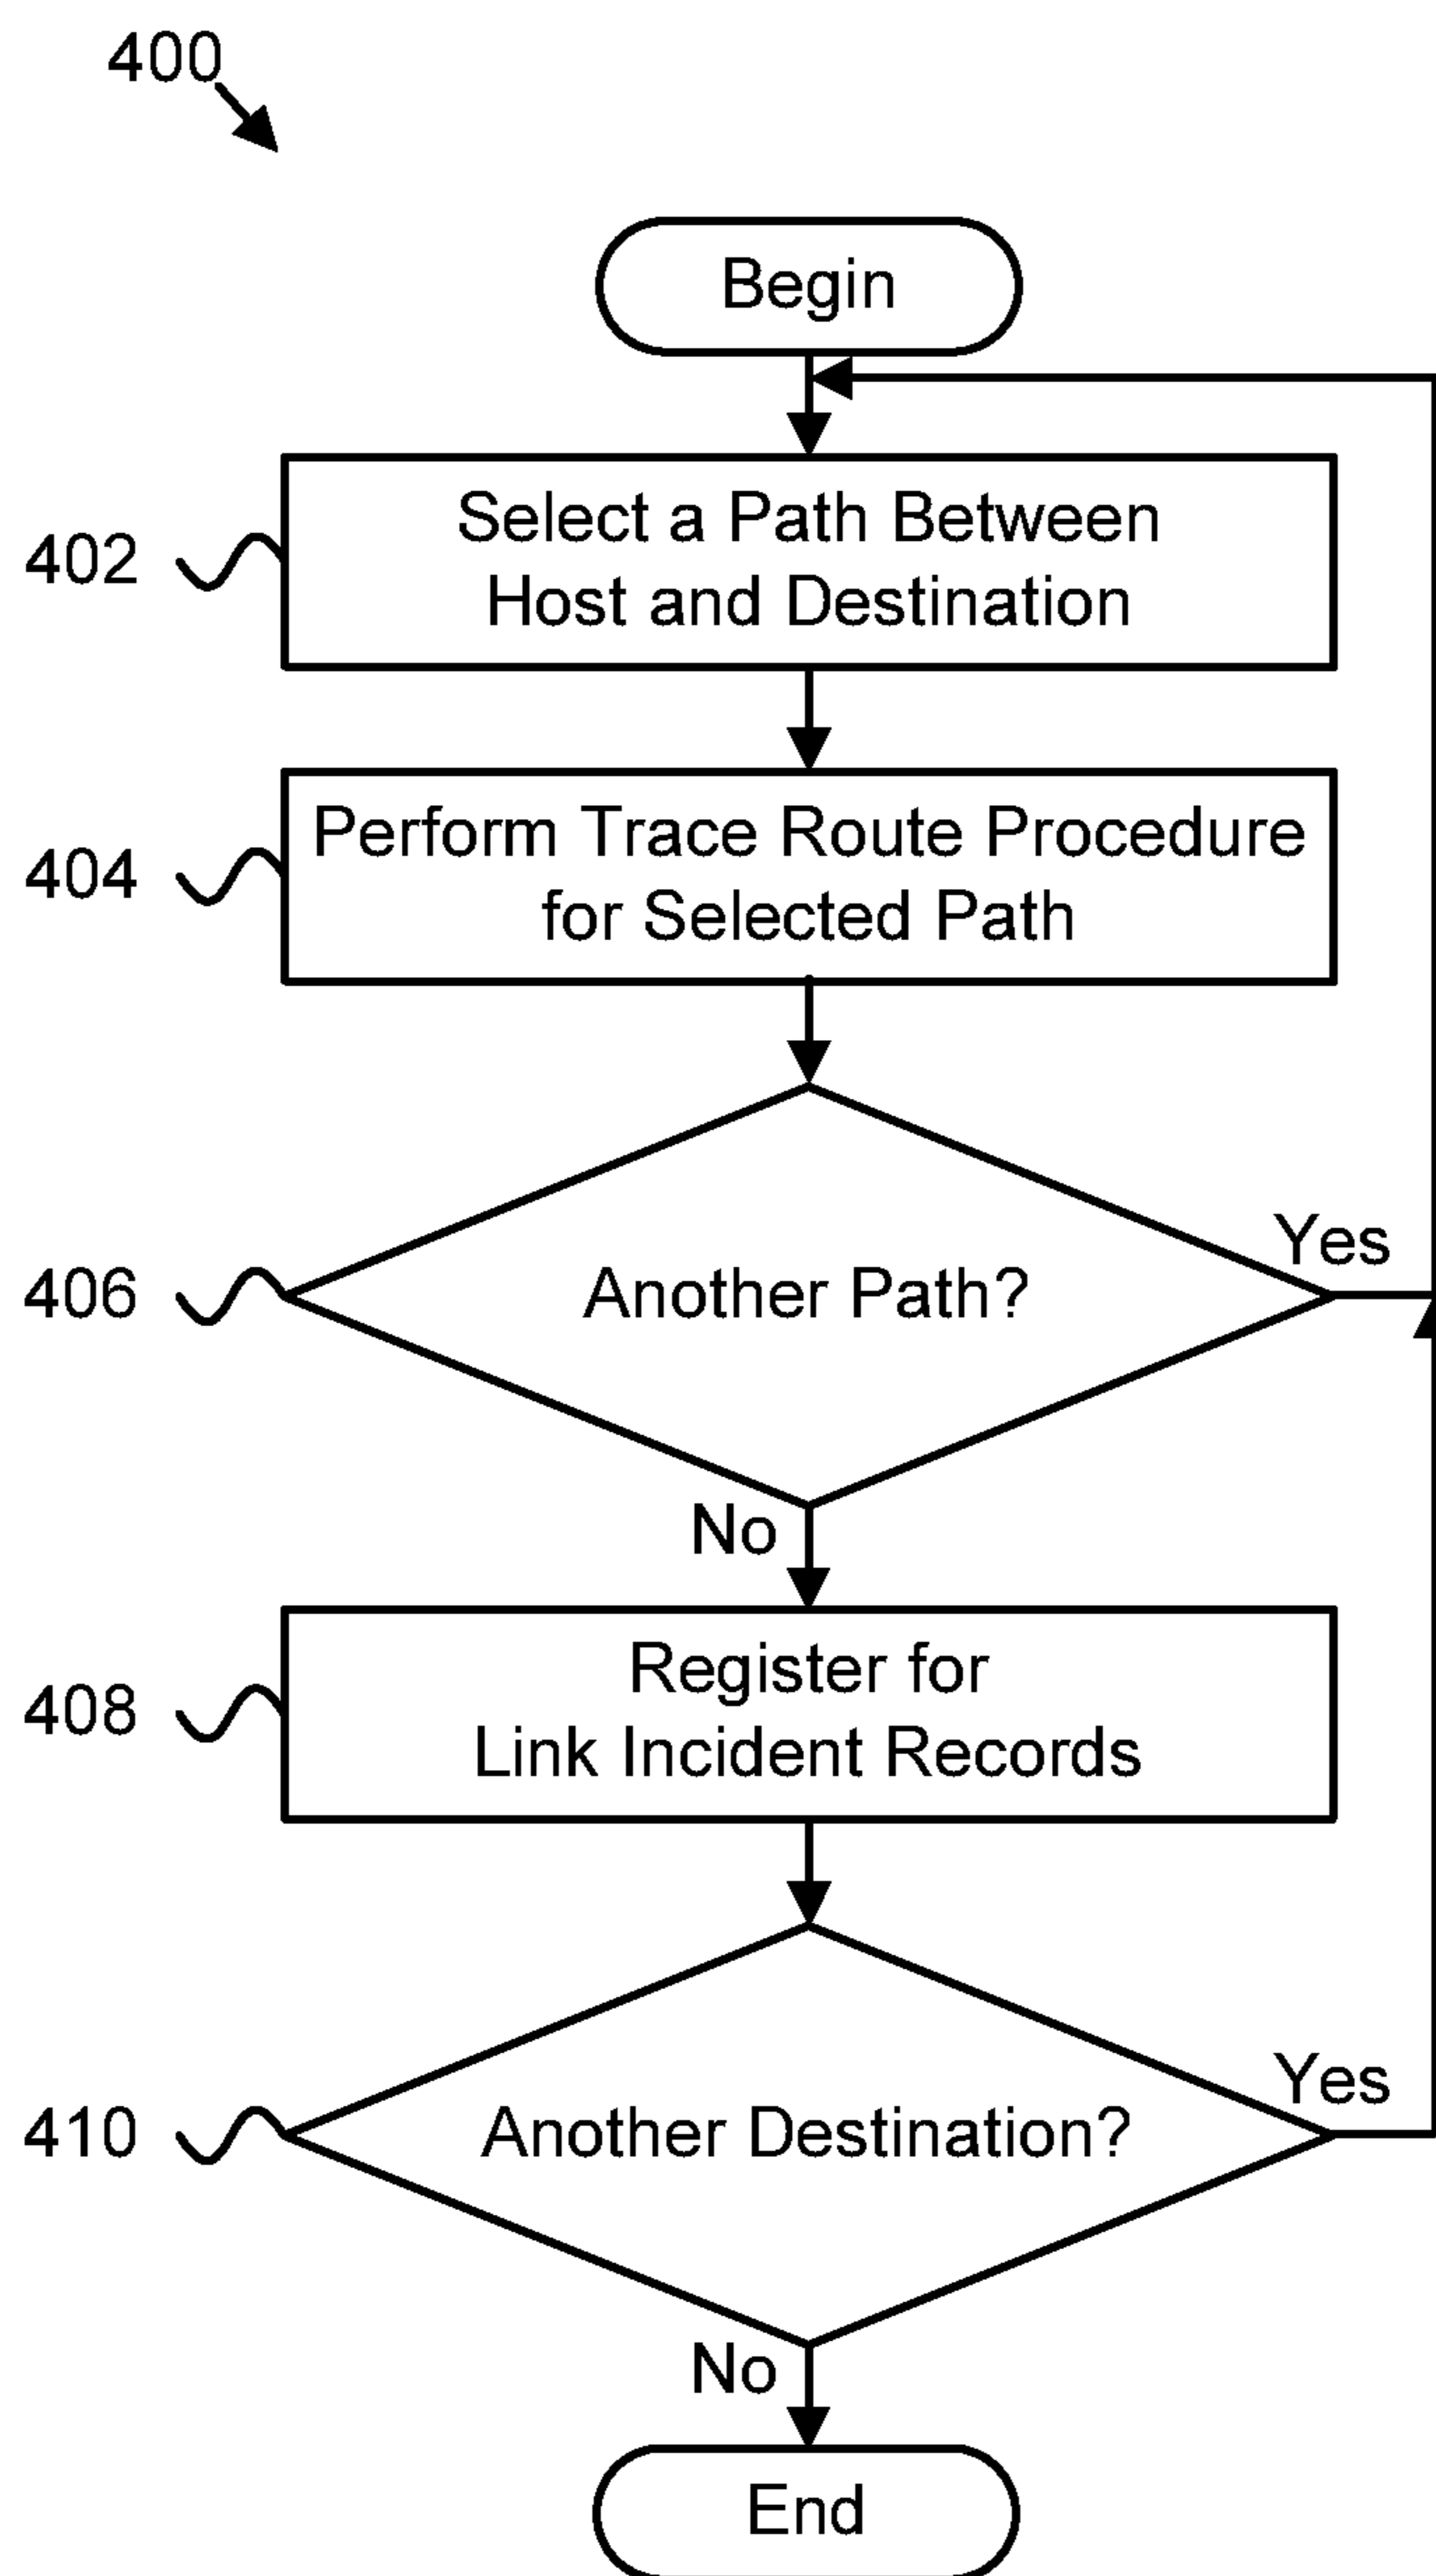 400
Begin
402
Select a Path Between
Host and Destination
404
Perform Trace Route Procedure
for Selected Path
406
Another Path?
Yes
No
408
Register for
Link Incident Records
410
Another Destination?
Yes
No
End